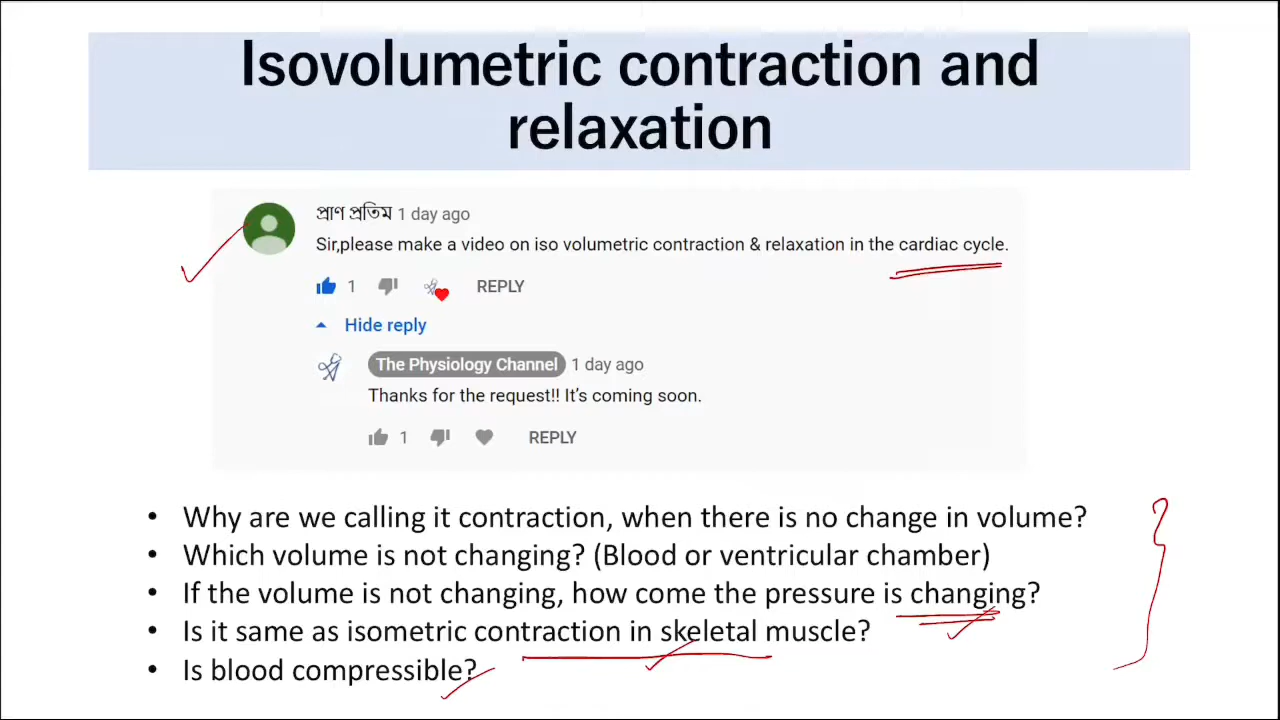 Isovolumetric contraction and
relaxation
প্রাণ প্রতিম 1 day ago
Sir,please make a video on iso volumetric contraction & relaxation in the cardiac cycle.
1 REPLY
Hide reply
The Physiology Channel 1 day ago
Thanks for the request!! It's coming soon.
1 REPLY
• Why are we calling it contraction, when there is no change in volume?
• Which volume is not changing? (Blood or ventricular chamber)
• If the volume is not changing, how come the pressure is changing?
• Is it same as isometric contraction in skeletal muscle?
• Is blood compressible?